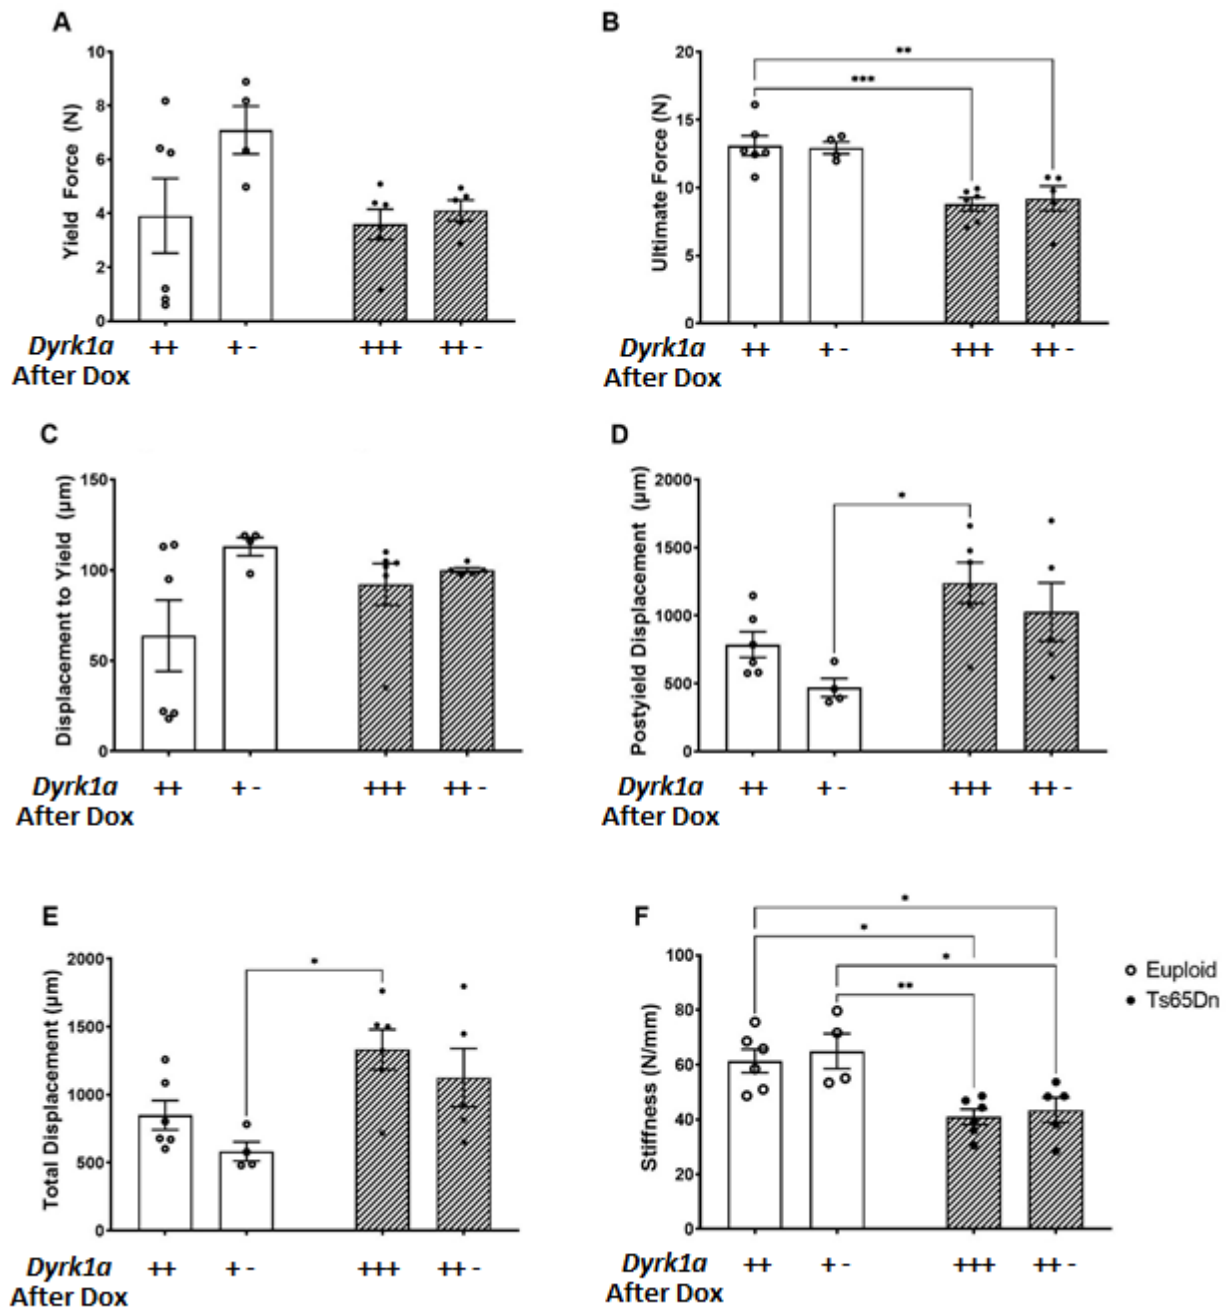 A
Yield Force (N)
10
8
6
4
2
0
Dyrk1a ++ + - +++ ++ -
After Dox
B
Ultimate Force (N)
20
15
10
5
0
** 
***
Dyrk1a ++ + - +++ ++ -
After Dox
C
Displacement to Yield (μm)
150
100
50
0
Dyrk1a ++ + - +++ ++ -
After Dox
D
Postyield Displacement (μm)
2000
1500
1000
500
0
*
Dyrk1a ++ + - +++ ++ -
After Dox
E
Total Displacement (μm)
2000
1500
1000
500
0
*
Dyrk1a ++ + - +++ ++ -
After Dox
F
Stiffness (N/mm)
100
80
60
40
20
0
*
*
*
**
Euploid
Ts65Dn
Dyrk1a ++ + - +++ ++ -
After Dox